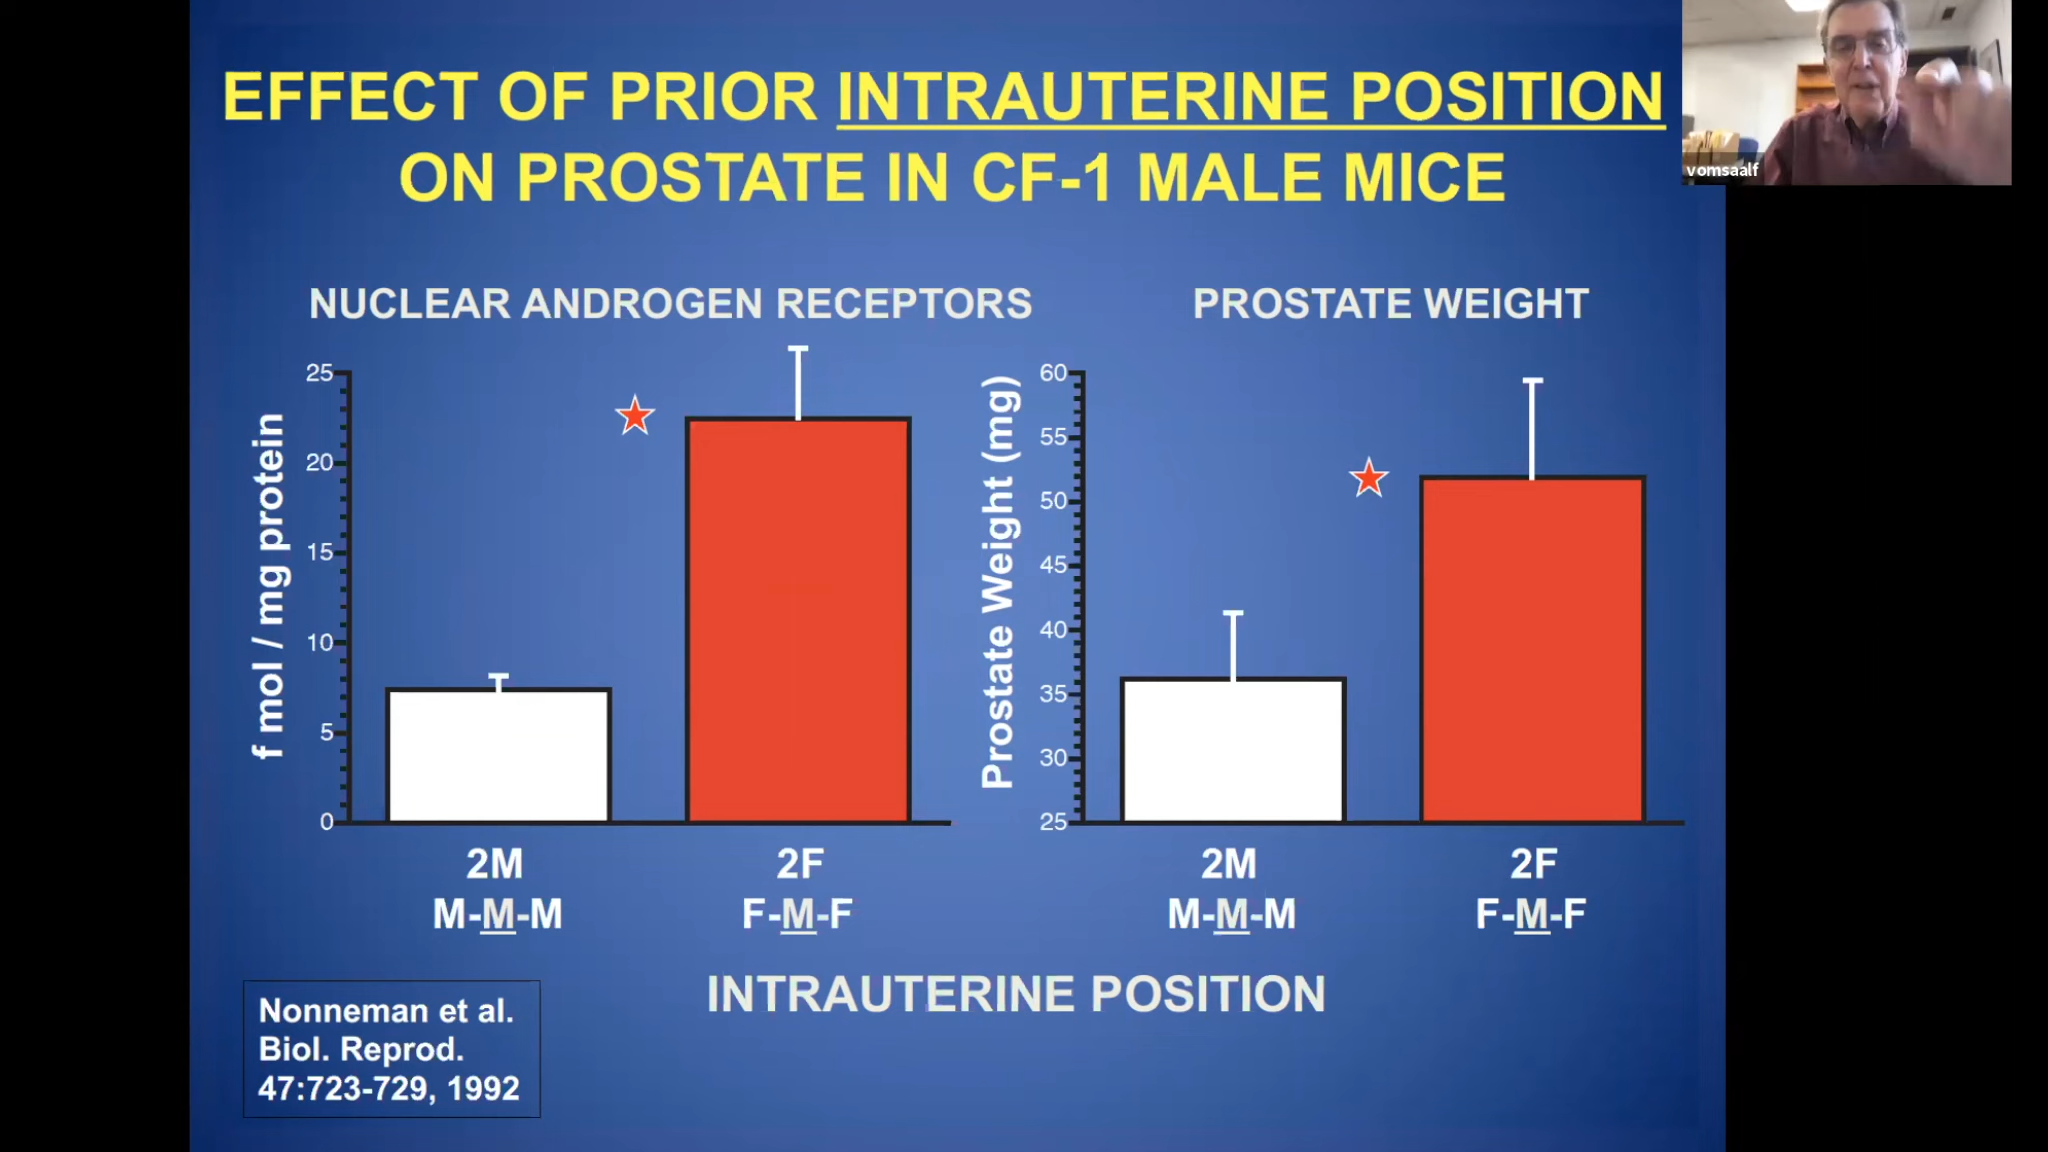 EFFECT OF PRIOR INTRAUTERINE POSITION
ON PROSTATE IN CF-1 MALE MICE
vomsaalf
NUCLEAR ANDROGEN RECEPTORS
f mol / mg protein
25
20
15
10
5
0
2M
M-M-M
2F
F-M-F
PROSTATE WEIGHT
Prostate Weight (mg)
60
55
50
45
40
35
30
25
2M
M-M-M
2F
F-M-F
INTRAUTERINE POSITION
Nonneman et al.
Biol. Reprod.
47:723-729, 1992